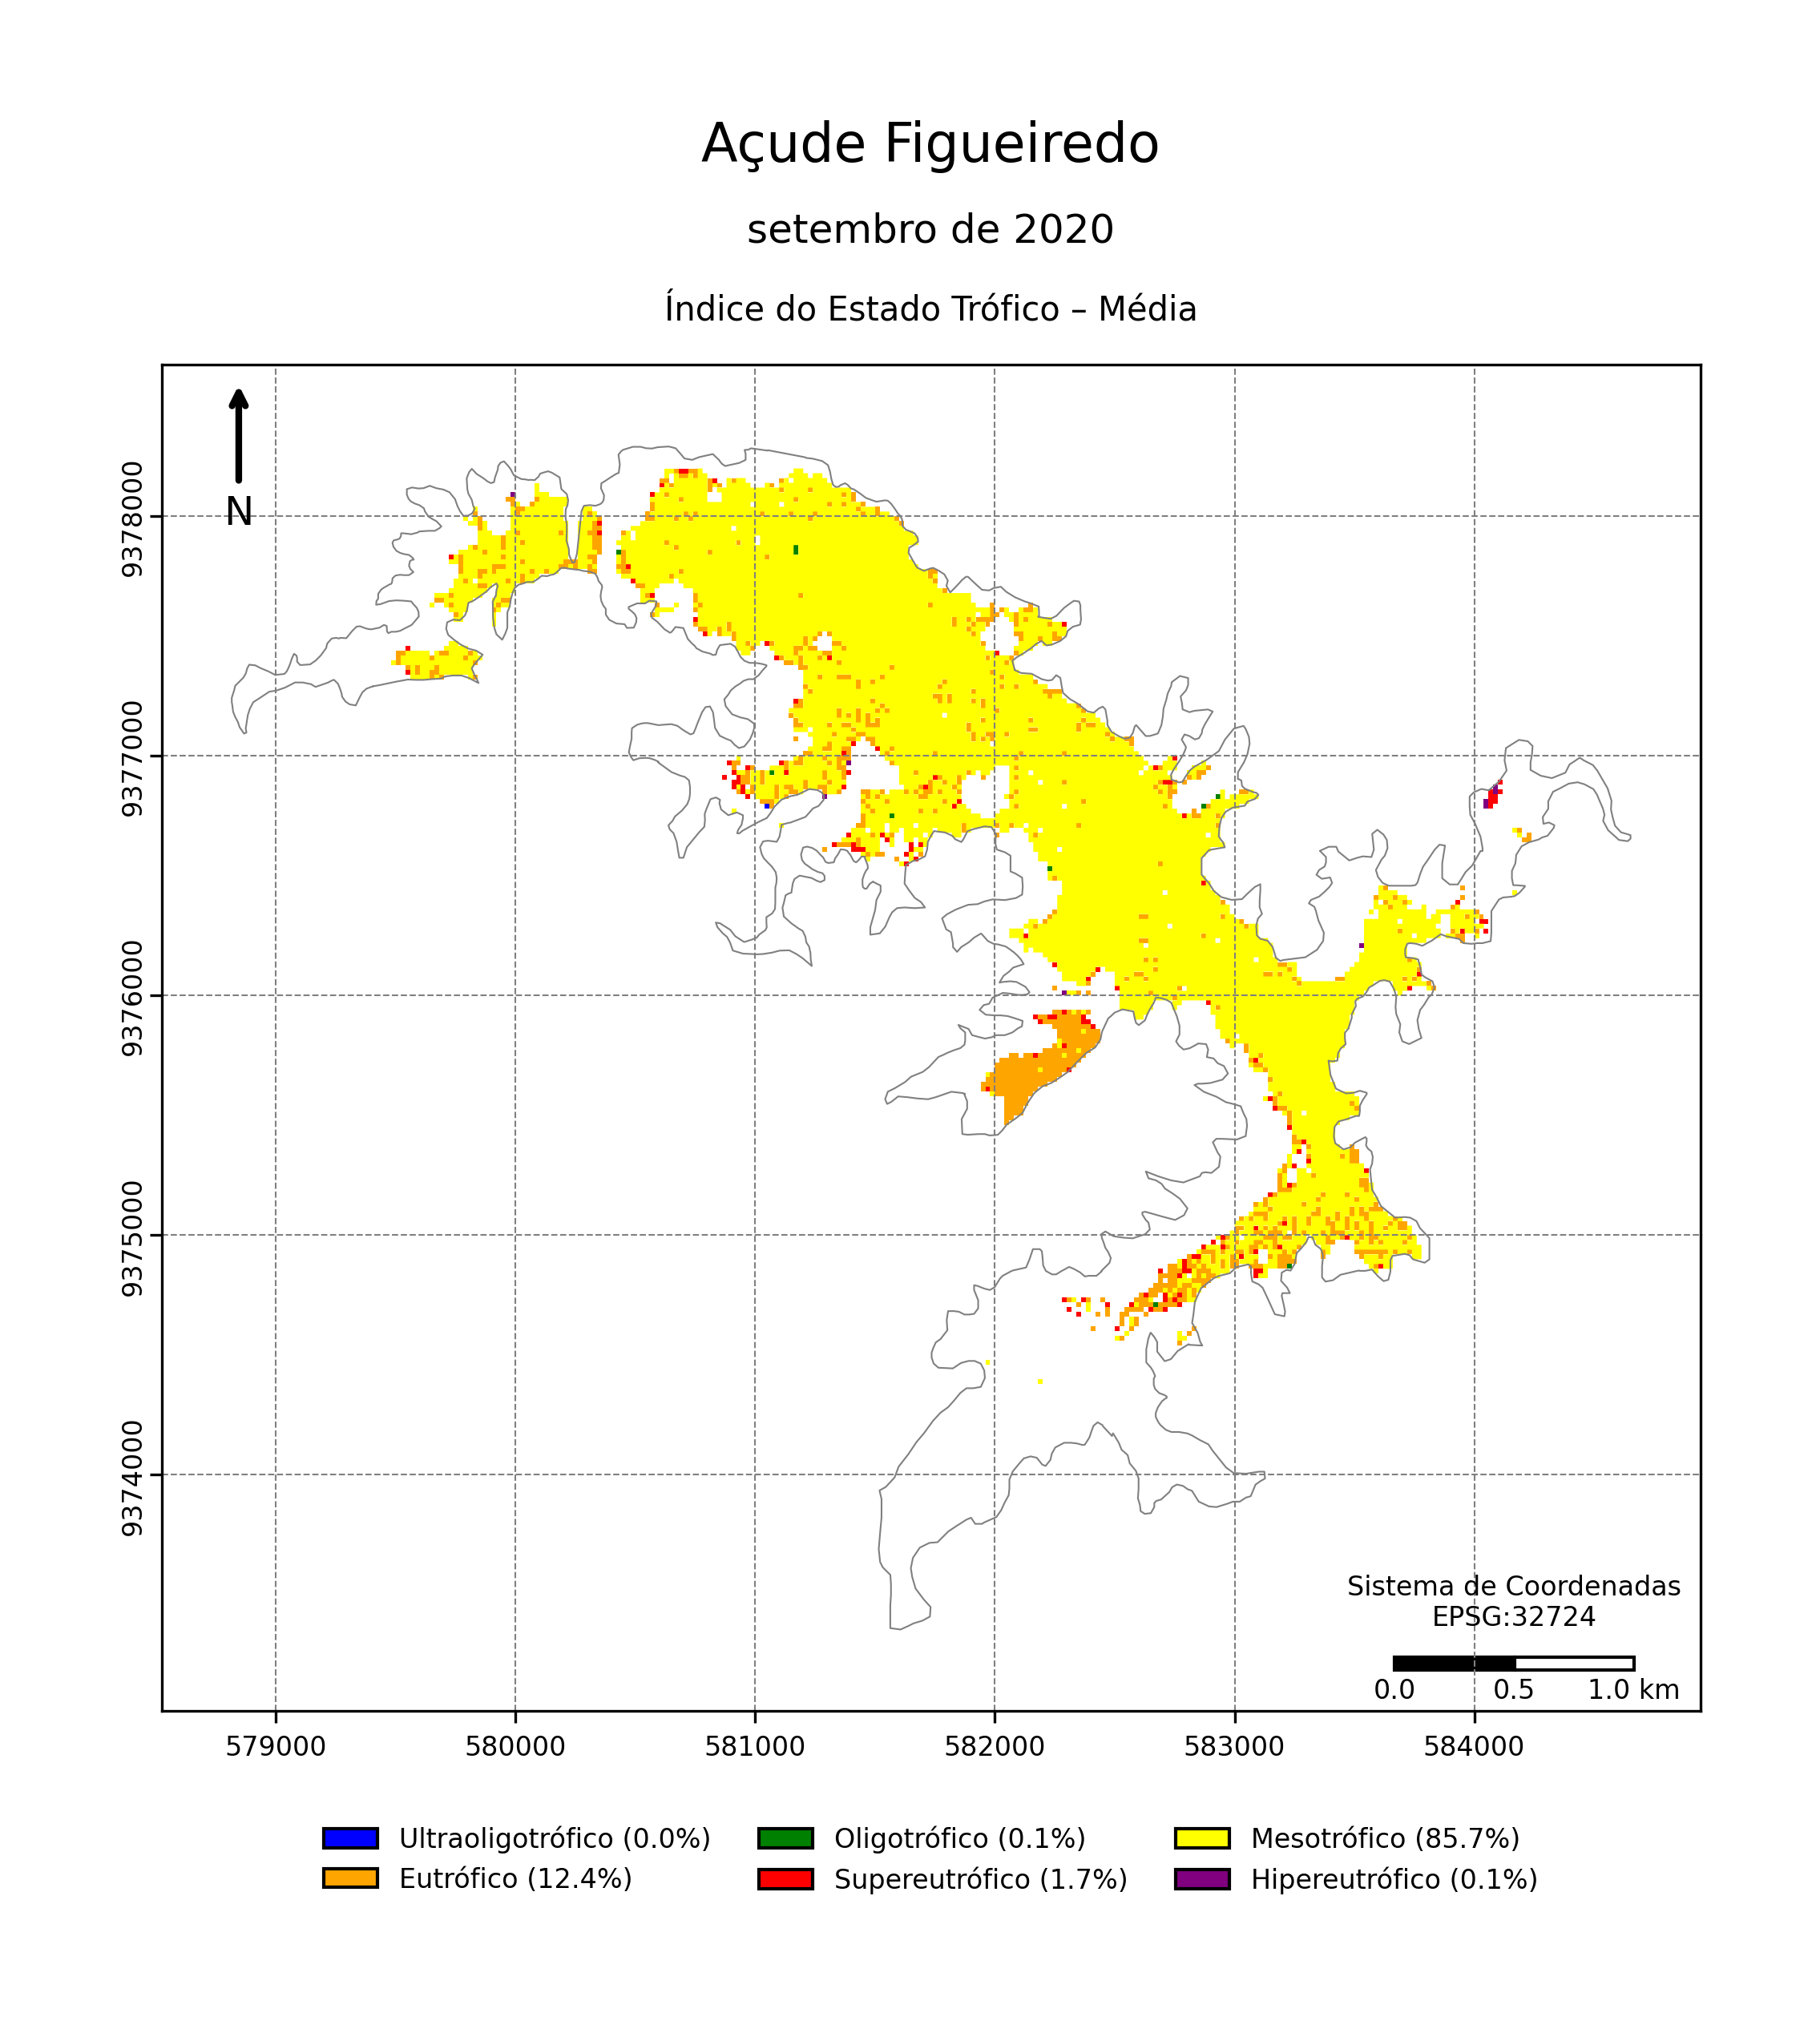 Açude Figueiredo
setembro de 2020
Índice do Estado Trófico – Média
N
9378000
9377000
9376000
9375000
9374000
Sistema de Coordenadas
EPSG:32724
0.0 0.5 1.0 km
579000 580000 581000 582000 583000 584000
Ultraoligotrófico (0.0%) Oligotrófico (0.1%) Mesotrófico (85.7%)
Eutrófico (12.4%) Supereutrófico (1.7%) Hipereutrófico (0.1%)